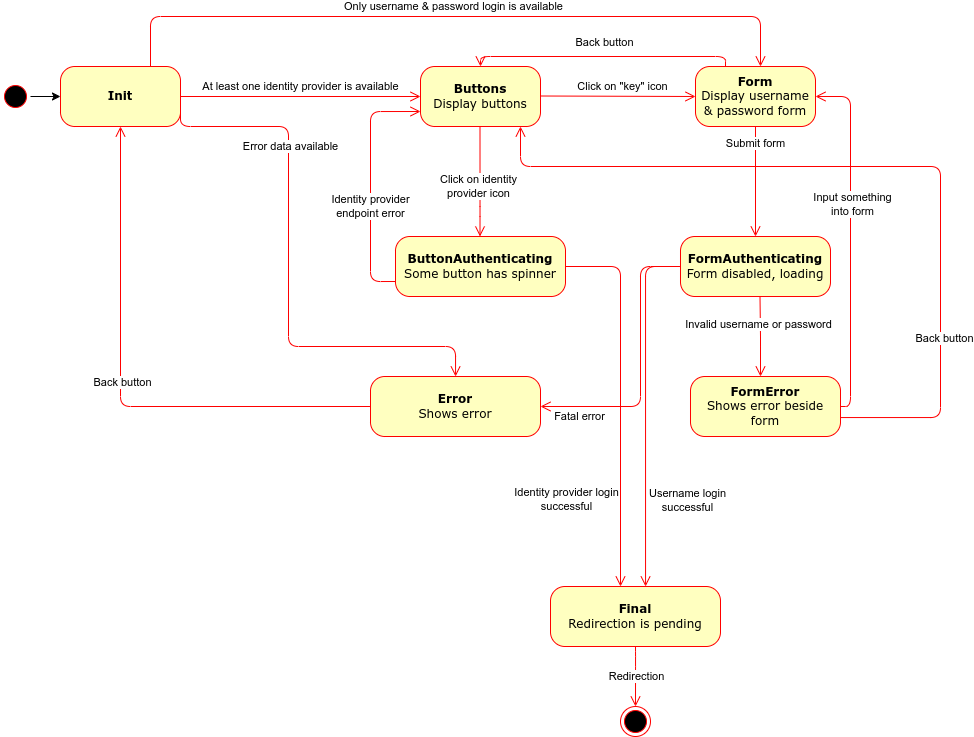 Only username & password login is available
Back button
Init
At least one identity provider is available
Buttons
Display buttons
Click on "key" icon
Form
Display username
& password form
Error data available
Submit form
Click on identity
provider icon
Identity provider
endpoint error
Input something
into form
ButtonAuthenticating
Some button has spinner
FormAuthenticating
Form disabled, loading
Invalid username or password
Back button
Back button
Error
Shows error
Fatal error
FormError
Shows error beside
form
Identity provider login
successful
Username login
successful
Final
Redirection is pending
Redirection